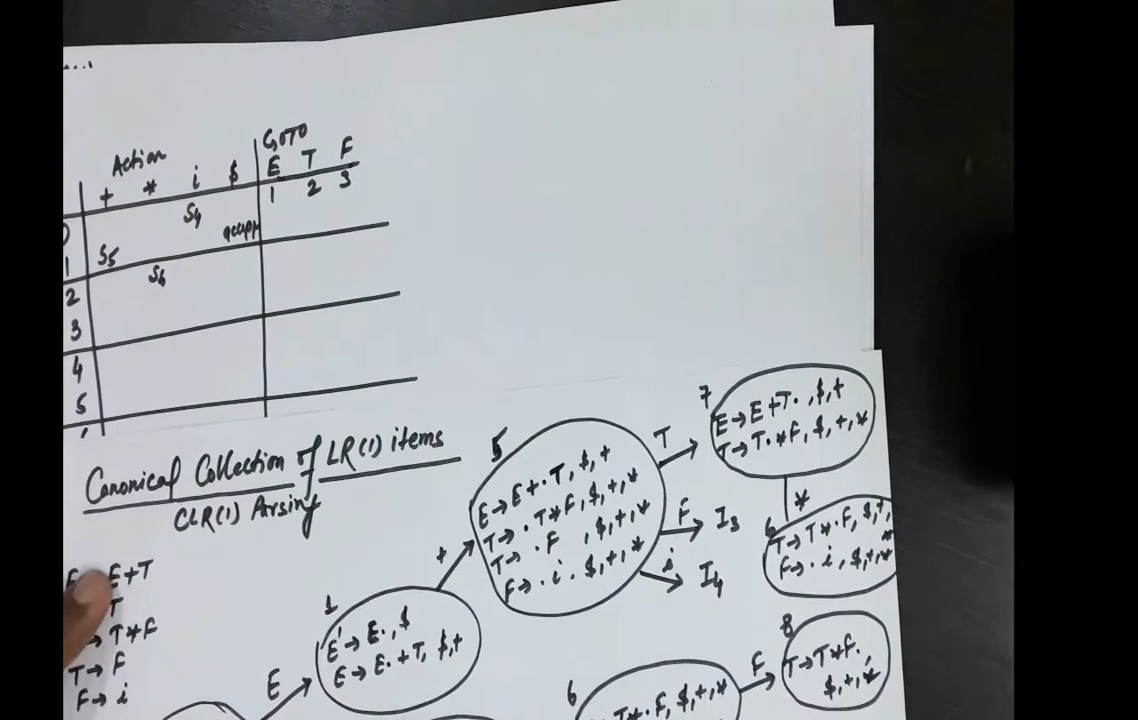 Action GOTO
+ * i $ E T F
S4 1 2 3
1 S5 accept
2 S6
3
4
5
Canonical Collection of LR(1) items
CLR(1) Parsing
E+T
T
→ T*F
T→ F
F→ i
E
1
E'→ E., $
E→ E.+T, $,+
+
5
E→E+.T, $,+
T→.T*F, $,+,*
T→ .F , $,+,*
F→.i. $,+,*
T
F I3
i I4
7
E→E+T. ,$,+
T→T.*F, $,+,*
*
6
T→T*.F, $,+,*
F→.i, $,+,*
6
T*.F, $,+,*
F
8
T→T*F.,
$,+,*